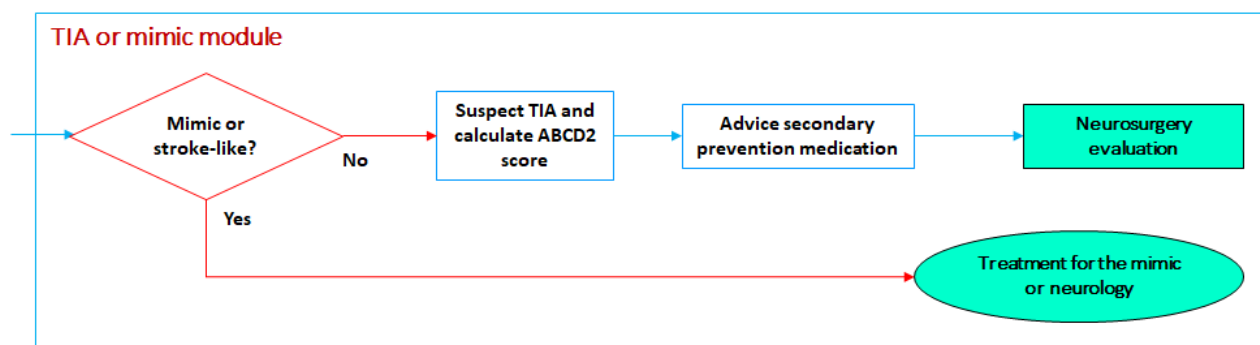 TIA or mimic module
Mimic or
stroke-like?
No
Yes
Suspect TIA and
calculate ABCD2
score
Advice secondary
prevention medication
Neurosurgery
evaluation
Treatment for the mimic
or neurology